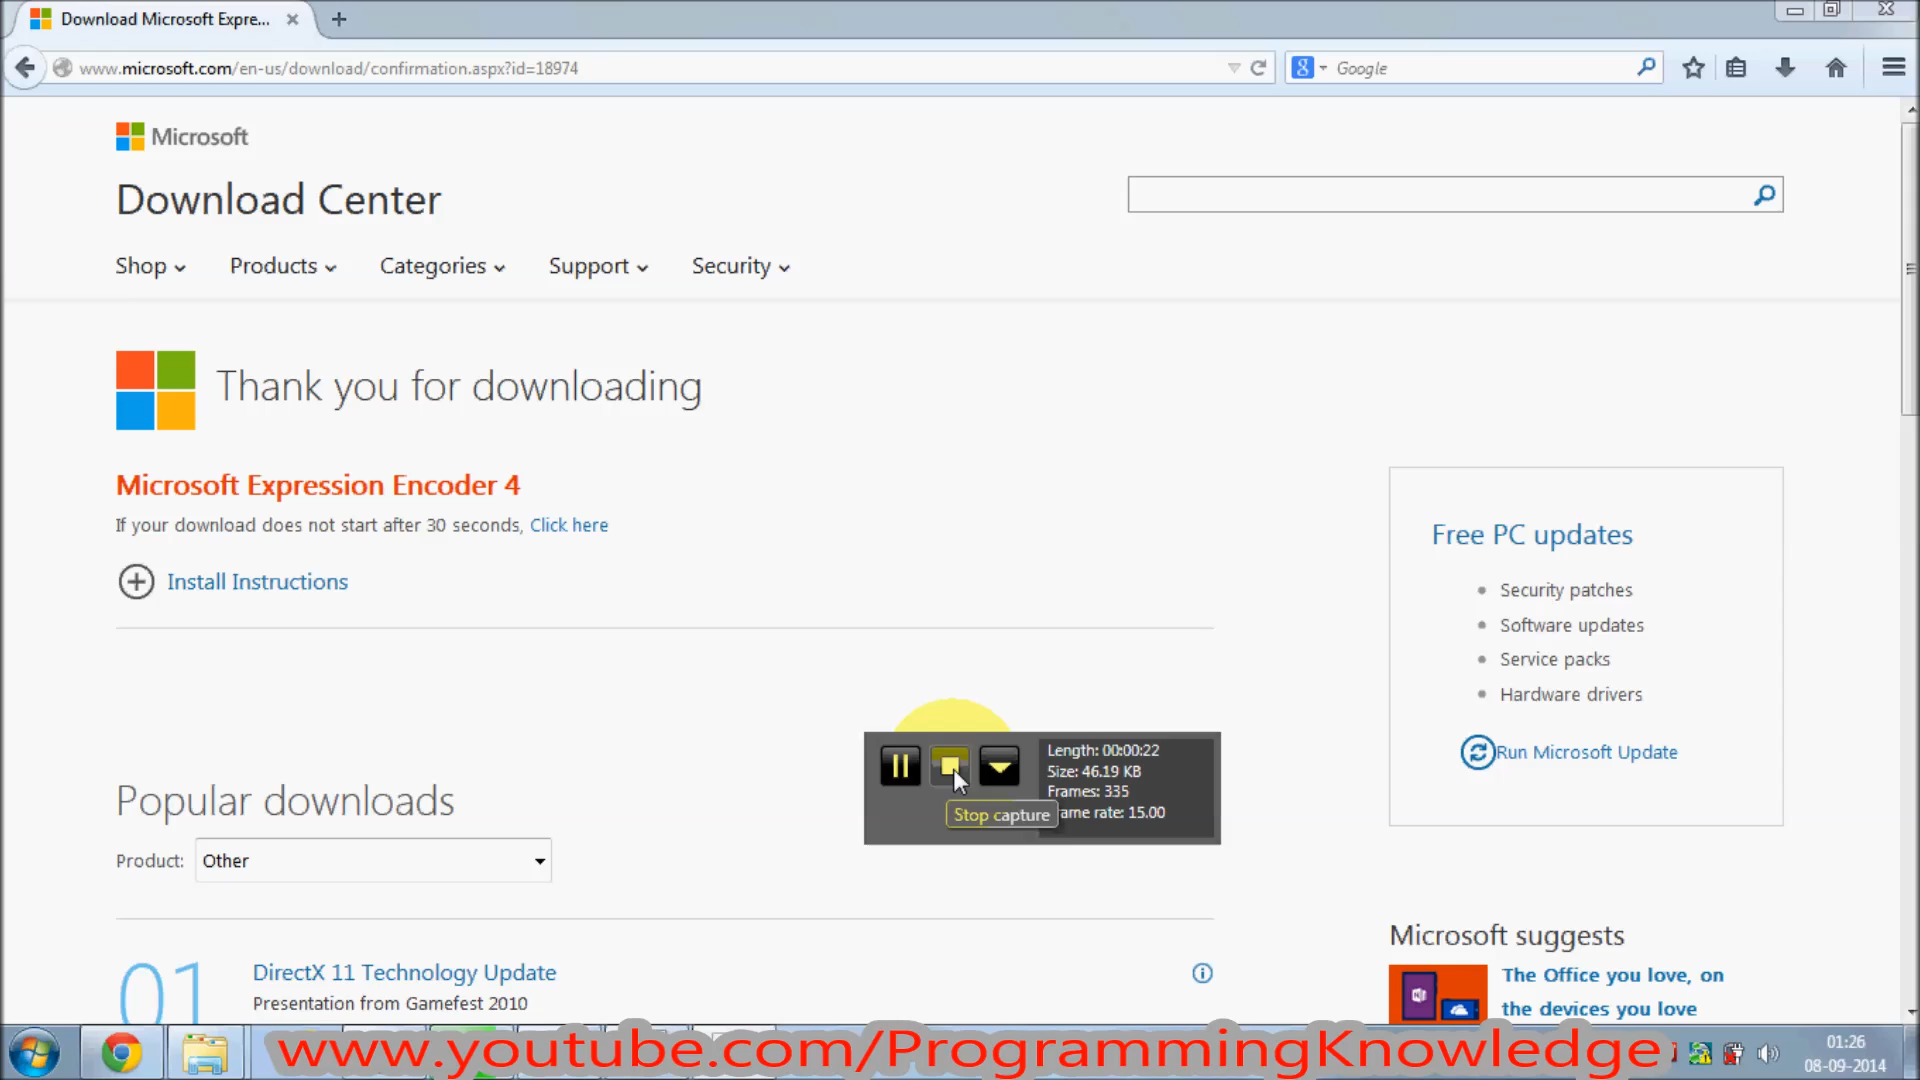 Download Microsoft Expre...
www.microsoft.com/en-us/download/confirmation.aspx?id=18974
Google
Microsoft
Download Center
Shop Products Categories Support Security
Thank you for downloading
Microsoft Expression Encoder 4
If your download does not start after 30 seconds, Click here
Install Instructions
Free PC updates
Security patches
Software updates
Service packs
Hardware drivers
Run Microsoft Update
Length: 00:00:22
Size: 46.19 KB
Frames: 335
rame rate: 15.00
Stop capture
Popular downloads
Product: Other
01
DirectX 11 Technology Update
Presentation from Gamefest 2010
Microsoft suggests
The Office you love, on
the devices you love
www.youtube.com/ProgrammingKnowledge
01:26
08-09-2014